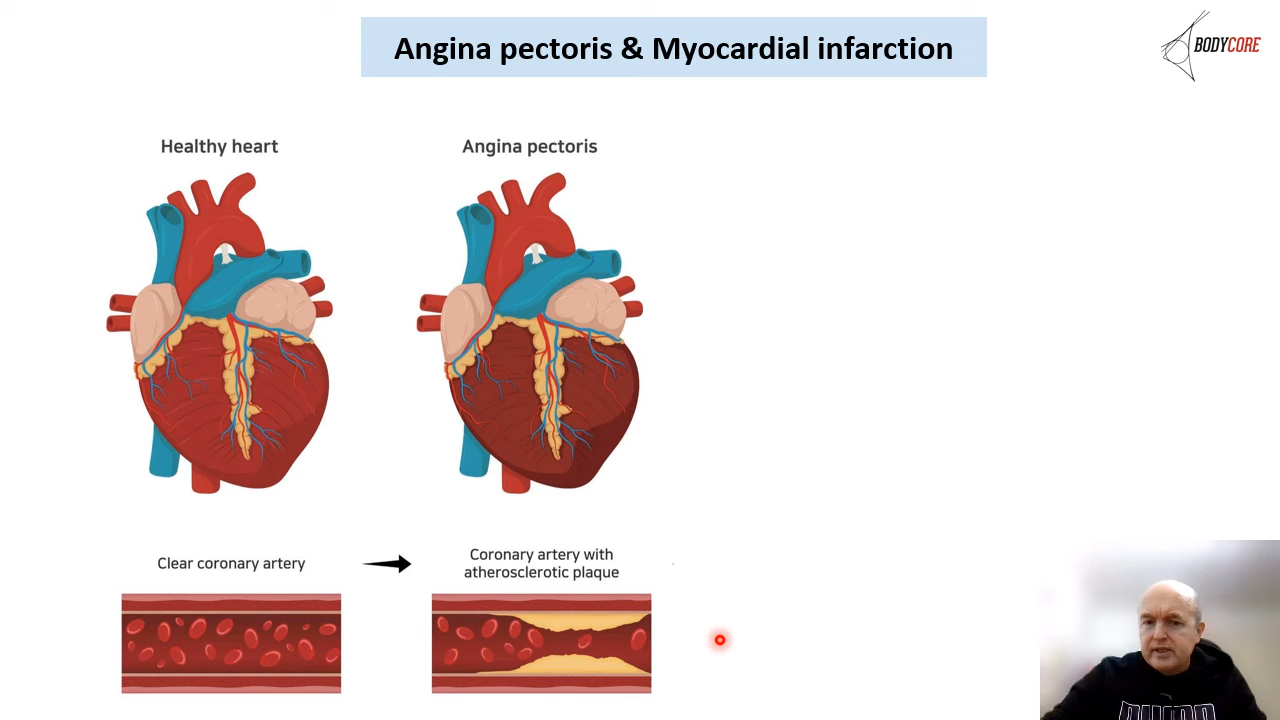 Angina pectoris & Myocardial infarction
BODYCORE
Healthy heart
Angina pectoris
Clear coronary artery
Coronary artery with
atherosclerotic plaque